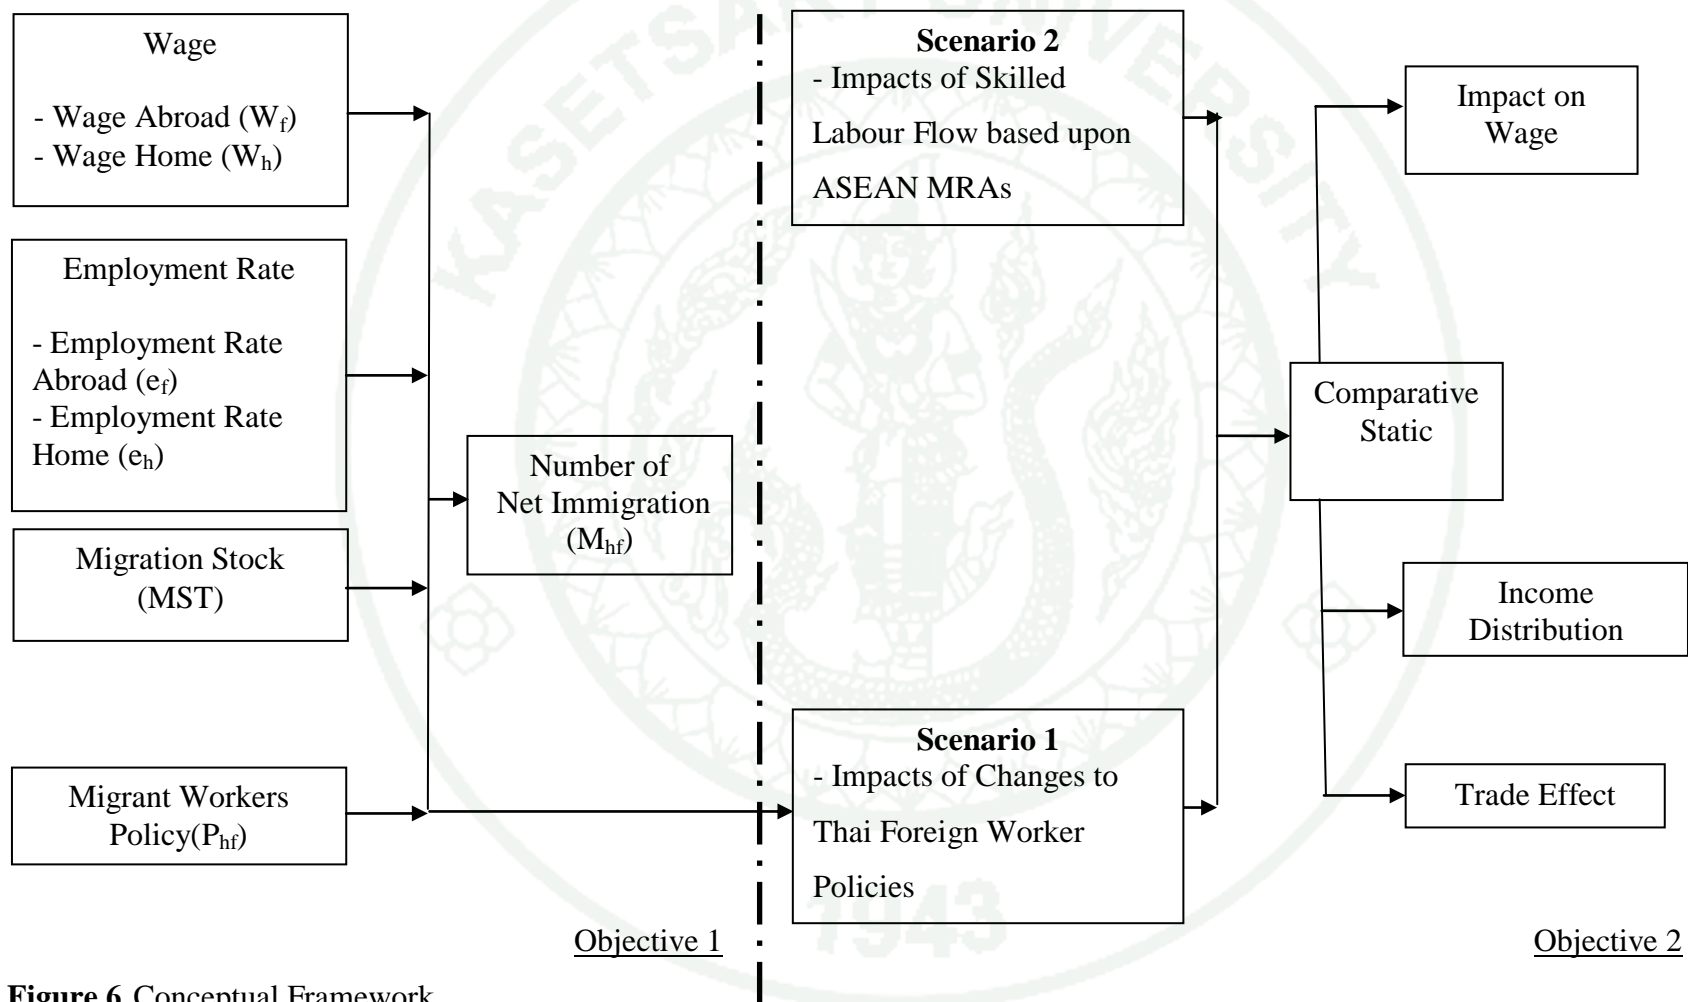 Wage
- Wage Abroad (Wf)
- Wage Home (Wh)
Employment Rate
- Employment Rate
Abroad (ef)
- Employment Rate
Home (eh)
Migration Stock
(MST)
Migrant Workers
Policy(Phf)
Number of
Net Immigration
(Mhf)
Objective 1
Scenario 2
- Impacts of Skilled
Labour Flow based upon
ASEAN MRAs
Scenario 1
- Impacts of Changes to
Thai Foreign Worker
Policies
Comparative
Static
Impact on
Wage
Income
Distribution
Trade Effect
Objective 2
Figure 6 Conceptual Framework
KASETSART UNIVERSITY
1943